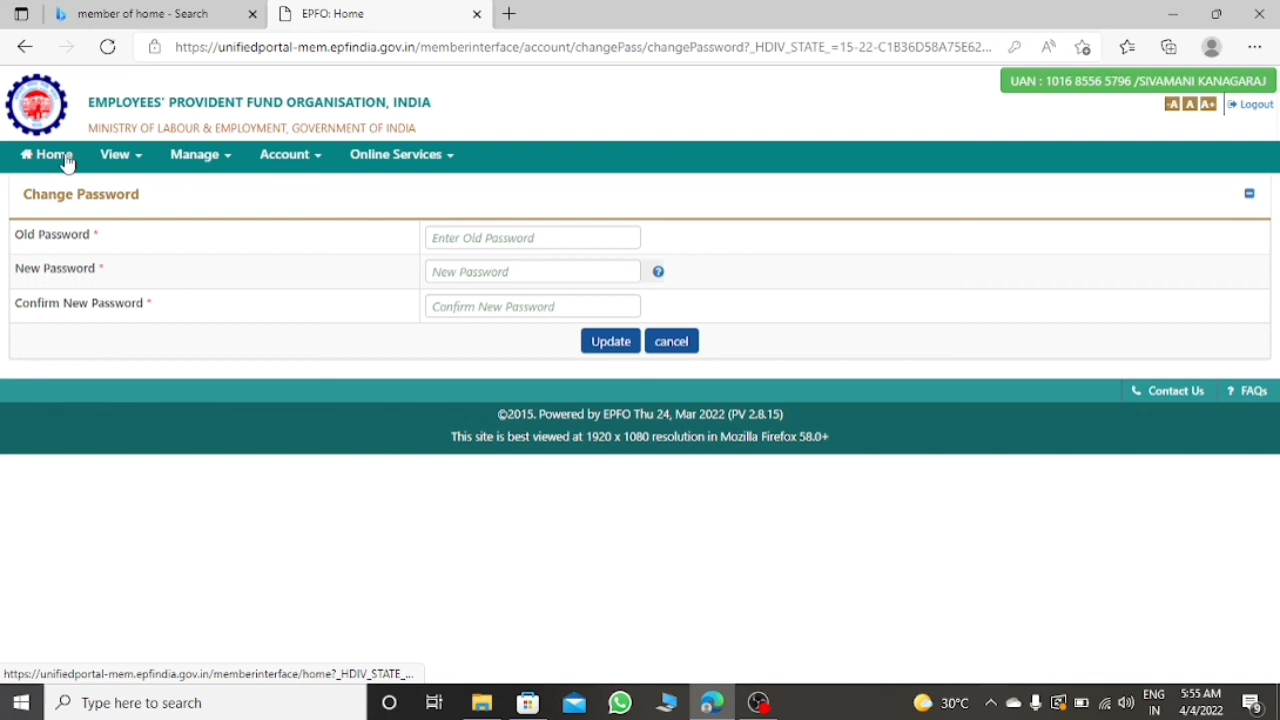 member of home - Search
EPFO: Home
https://unifiedportal-mem.epfindia.gov.in/memberinterface/account/changePass/changePassword?_HDIV_STATE_=15-22-C1B36D58A75E62...
UAN : 1016 8556 5796 /SIVAMANI KANAGARAJ
EMPLOYEES' PROVIDENT FUND ORGANISATION, INDIA
-A A A+ Logout
MINISTRY OF LABOUR & EMPLOYMENT, GOVERNMENT OF INDIA
Home View Manage Account Online Services
Change Password
Old Password * Enter Old Password
New Password * New Password ?
Confirm New Password * Confirm New Password
Update cancel
Contact Us ? FAQs
©2015. Powered by EPFO Thu 24, Mar 2022 (PV 2.8.15)
This site is best viewed at 1920 x 1080 resolution in Mozilla Firefox 58.0+
https://unifiedportal-mem.epfindia.gov.in/memberinterface/home?_HDIV_STATE_...
Type here to search
30°C
ENG
IN
5:55 AM
4/4/2022
9